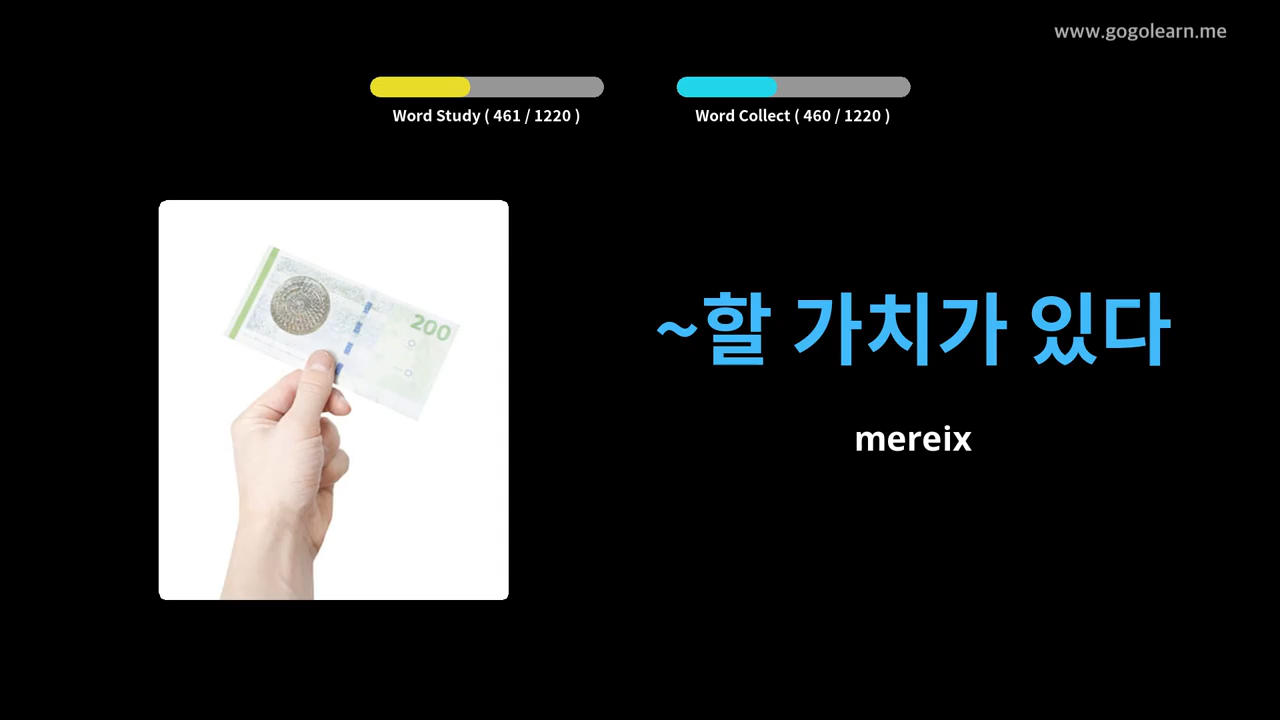 www.gogolearn.me
Word Study ( 461 / 1220 )
Word Collect ( 460 / 1220 )
200
~할 가치가 있다
mereix